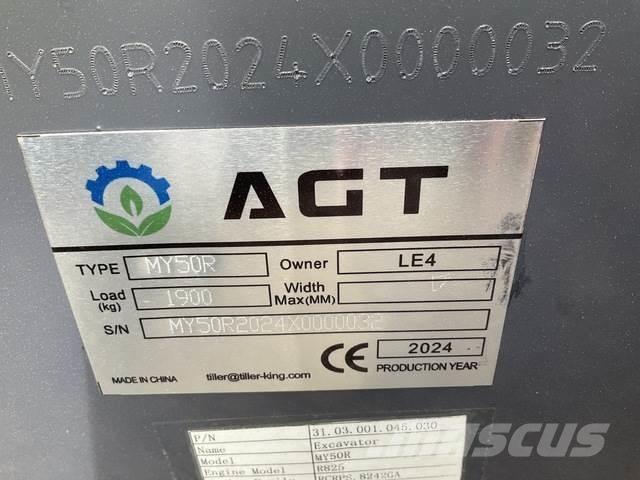 MY50R2024X0000032
AGT
TYPE MY50R Owner LE4
Load (kg) 1900 Width Max(MM)
S/N MY50R2024X0000032
CE 2024
MADE IN CHINA tiller@tiller-king.com PRODUCTION YEAR
P/N 31.03.001.045.030
Name Excavator
Model MY50R
Engine Model R825
Mascus